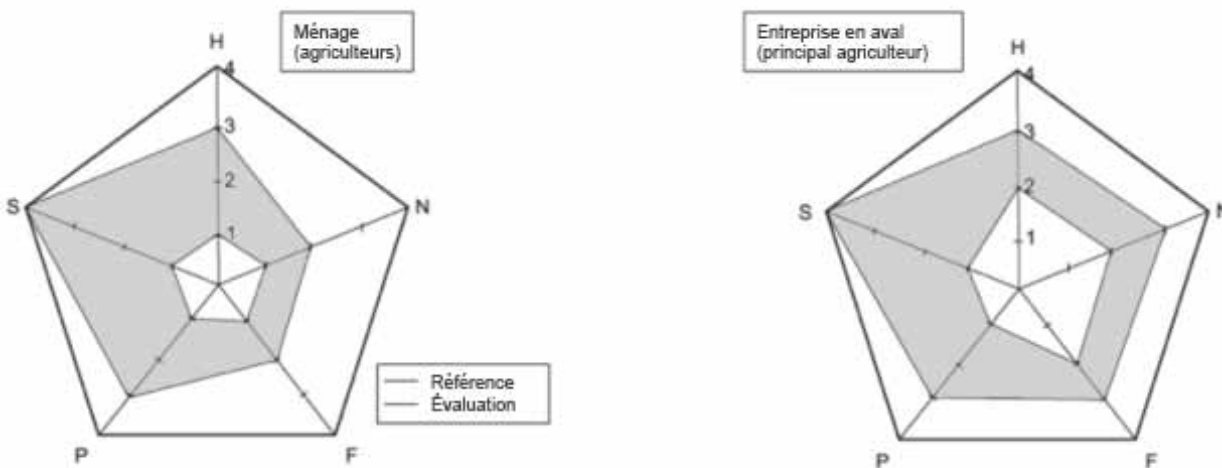 Ménage
(agriculteurs)
H
4
3
2
1
S
N
P
F
Référence
Évaluation
Entreprise en aval
(principal agriculteur)
H
4
3
2
1
S
N
P
F